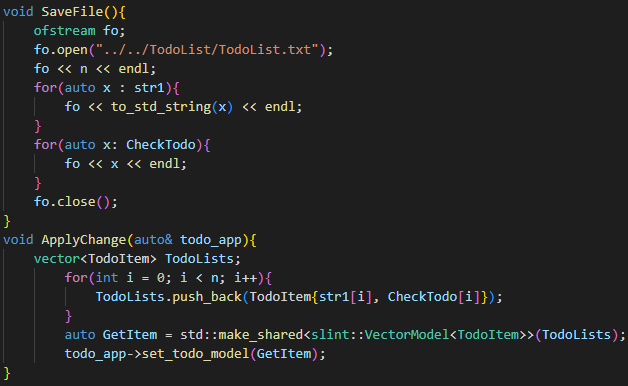 void SaveFile(){
    ofstream fo;
    fo.open("../../TodoList/TodoList.txt");
    fo << n << endl;
    for(auto x : str1){
        fo << to_std_string(x) << endl;
    }
    for(auto x: CheckTodo){
        fo << x << endl;
    }
    fo.close();
}
void ApplyChange(auto& todo_app){
    vector<TodoItem> TodoLists;
        for(int i = 0; i < n; i++){
            TodoLists.push_back(TodoItem{str1[i], CheckTodo[i]});
        }
        auto GetItem = std::make_shared<slint::VectorModel<TodoItem>>(TodoLists);
        todo_app->set_todo_model(GetItem);
}